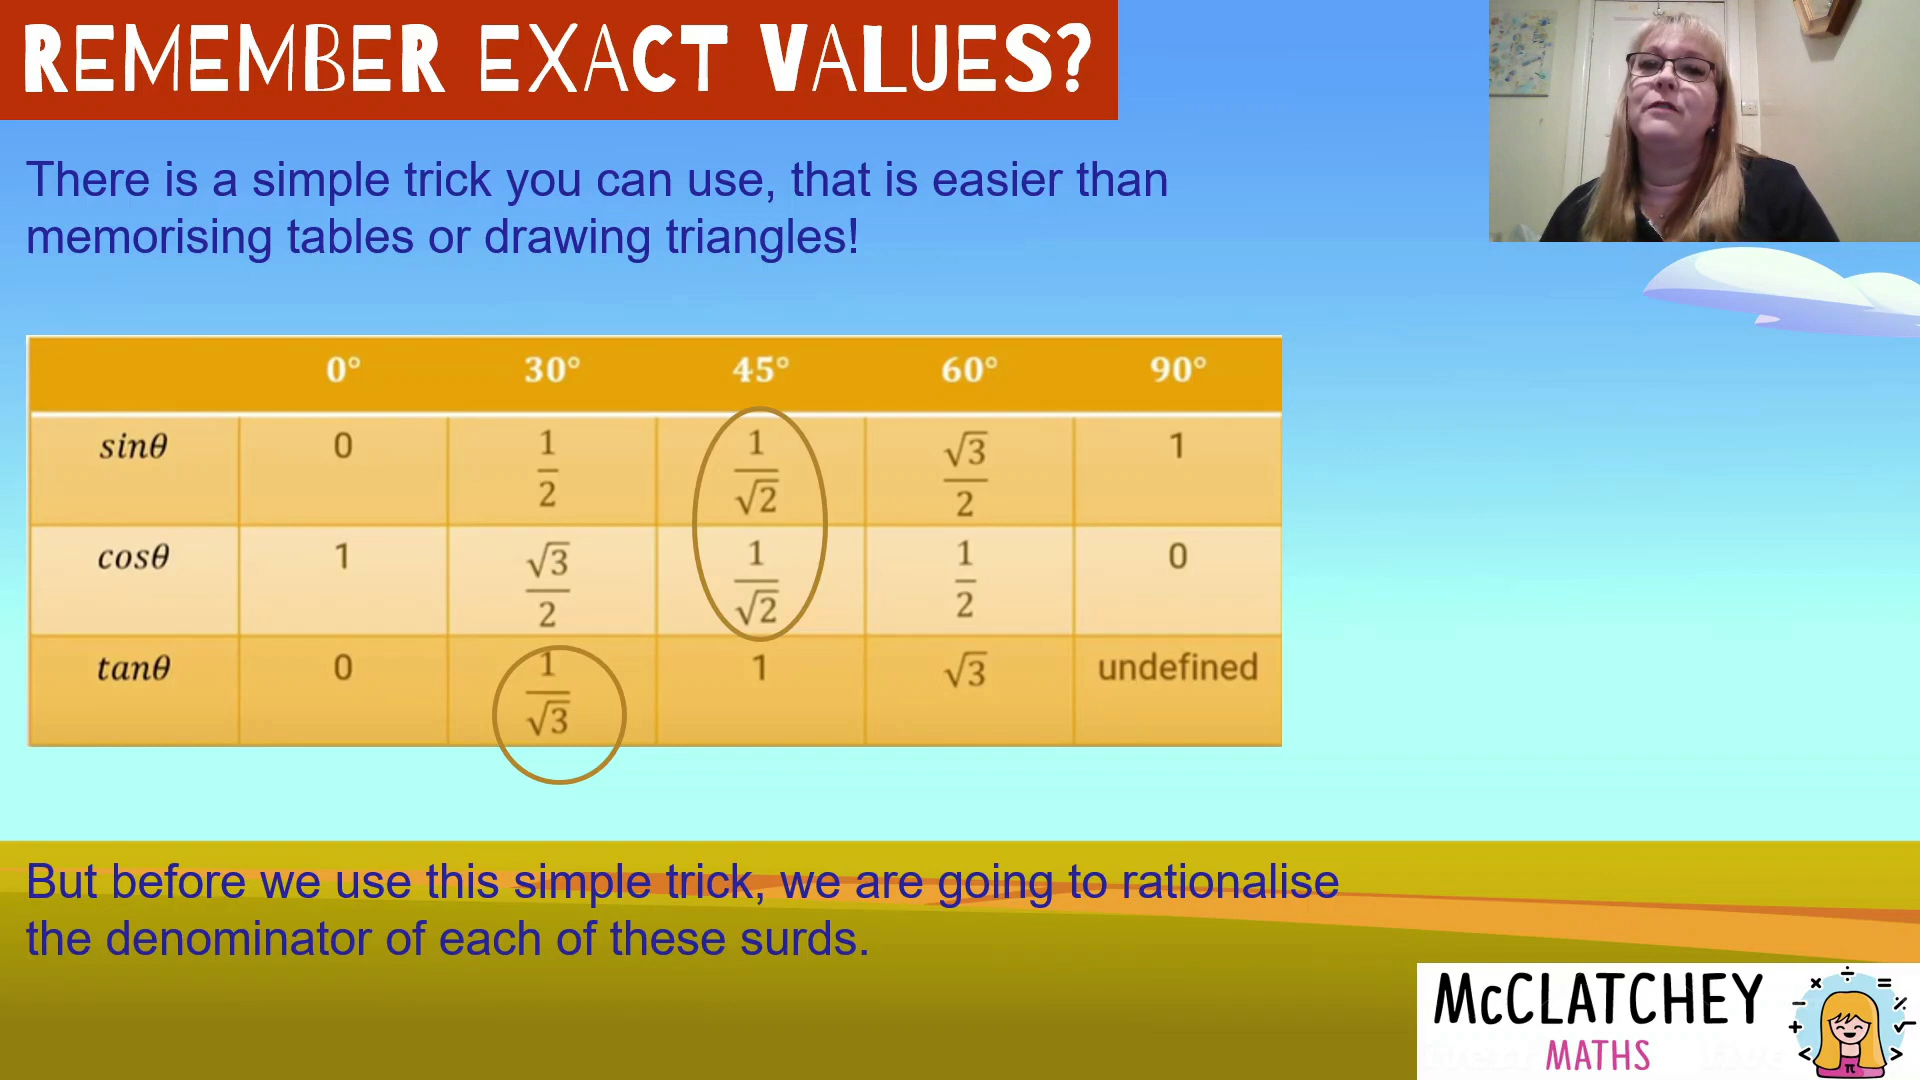 REMEMBER EXACT VALUES?
There is a simple trick you can use, that is easier than
memorising tables or drawing triangles!
0° 30° 45° 60° 90°
sinθ 0 1/2 1/√2 √3/2 1
cosθ 1 √3/2 1/√2 1/2 0
tanθ 0 1/√3 1 √3 undefined
But before we use this simple trick, we are going to rationalise
the denominator of each of these surds.
McCLATCHEY
MATHS
× ÷ = − % + √ < > π